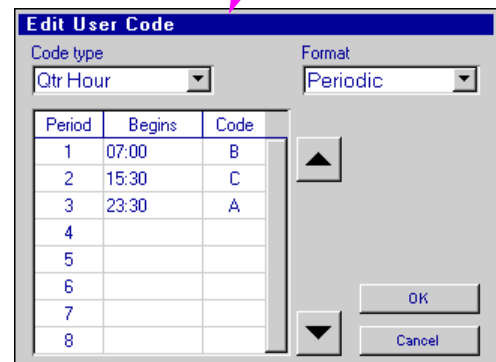 Edit User Code
Code type Format
Qtr Hour Periodic
Period Begins Code
1 07:00 B
2 15:30 C
3 23:30 A
4
5
6
OK
7
8 Cancel